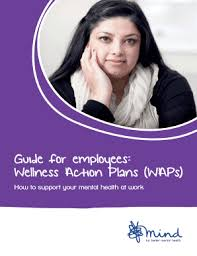 Guide for employees:
Wellness Action Plans (WAPs)
How to support your mental health at work
mind
for better mental health